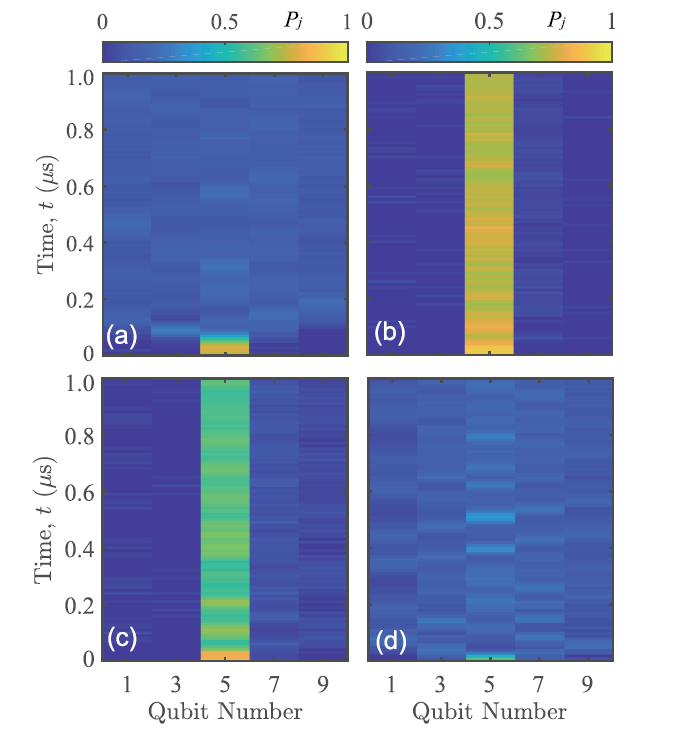 0 0.5 Pj 1 0 0.5 Pj 1
1.0
0.8
0.6
0.4
0.2
0
Time, t (μs)
(a)
(b)
1.0
0.8
0.6
0.4
0.2
0
Time, t (μs)
(c)
(d)
1 3 5 7 9 1 3 5 7 9
Qubit Number Qubit Number